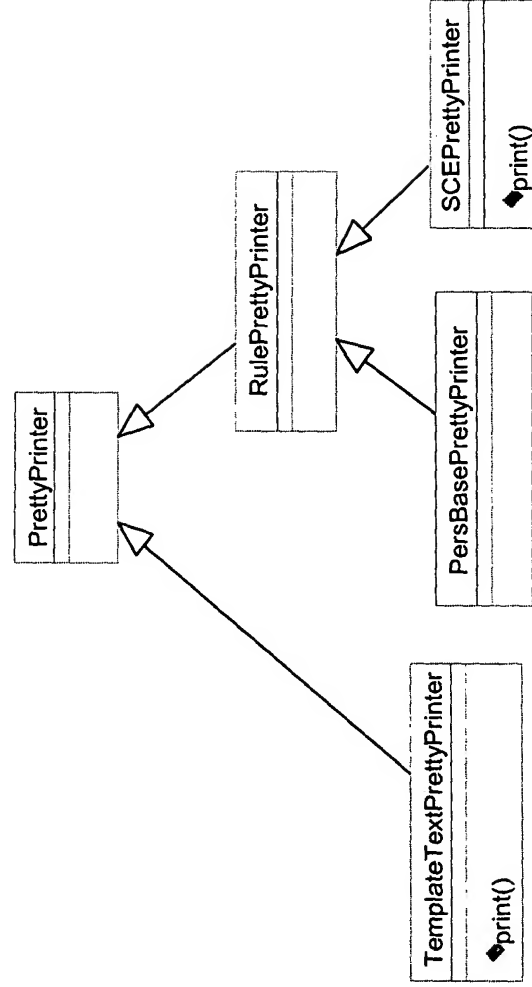 PrettyPrinter
RulePrettyPrinter
TemplateTextPrettyPrinter
print()
PersBasePrettyPrinter
SCEPrettyPrinter
print()